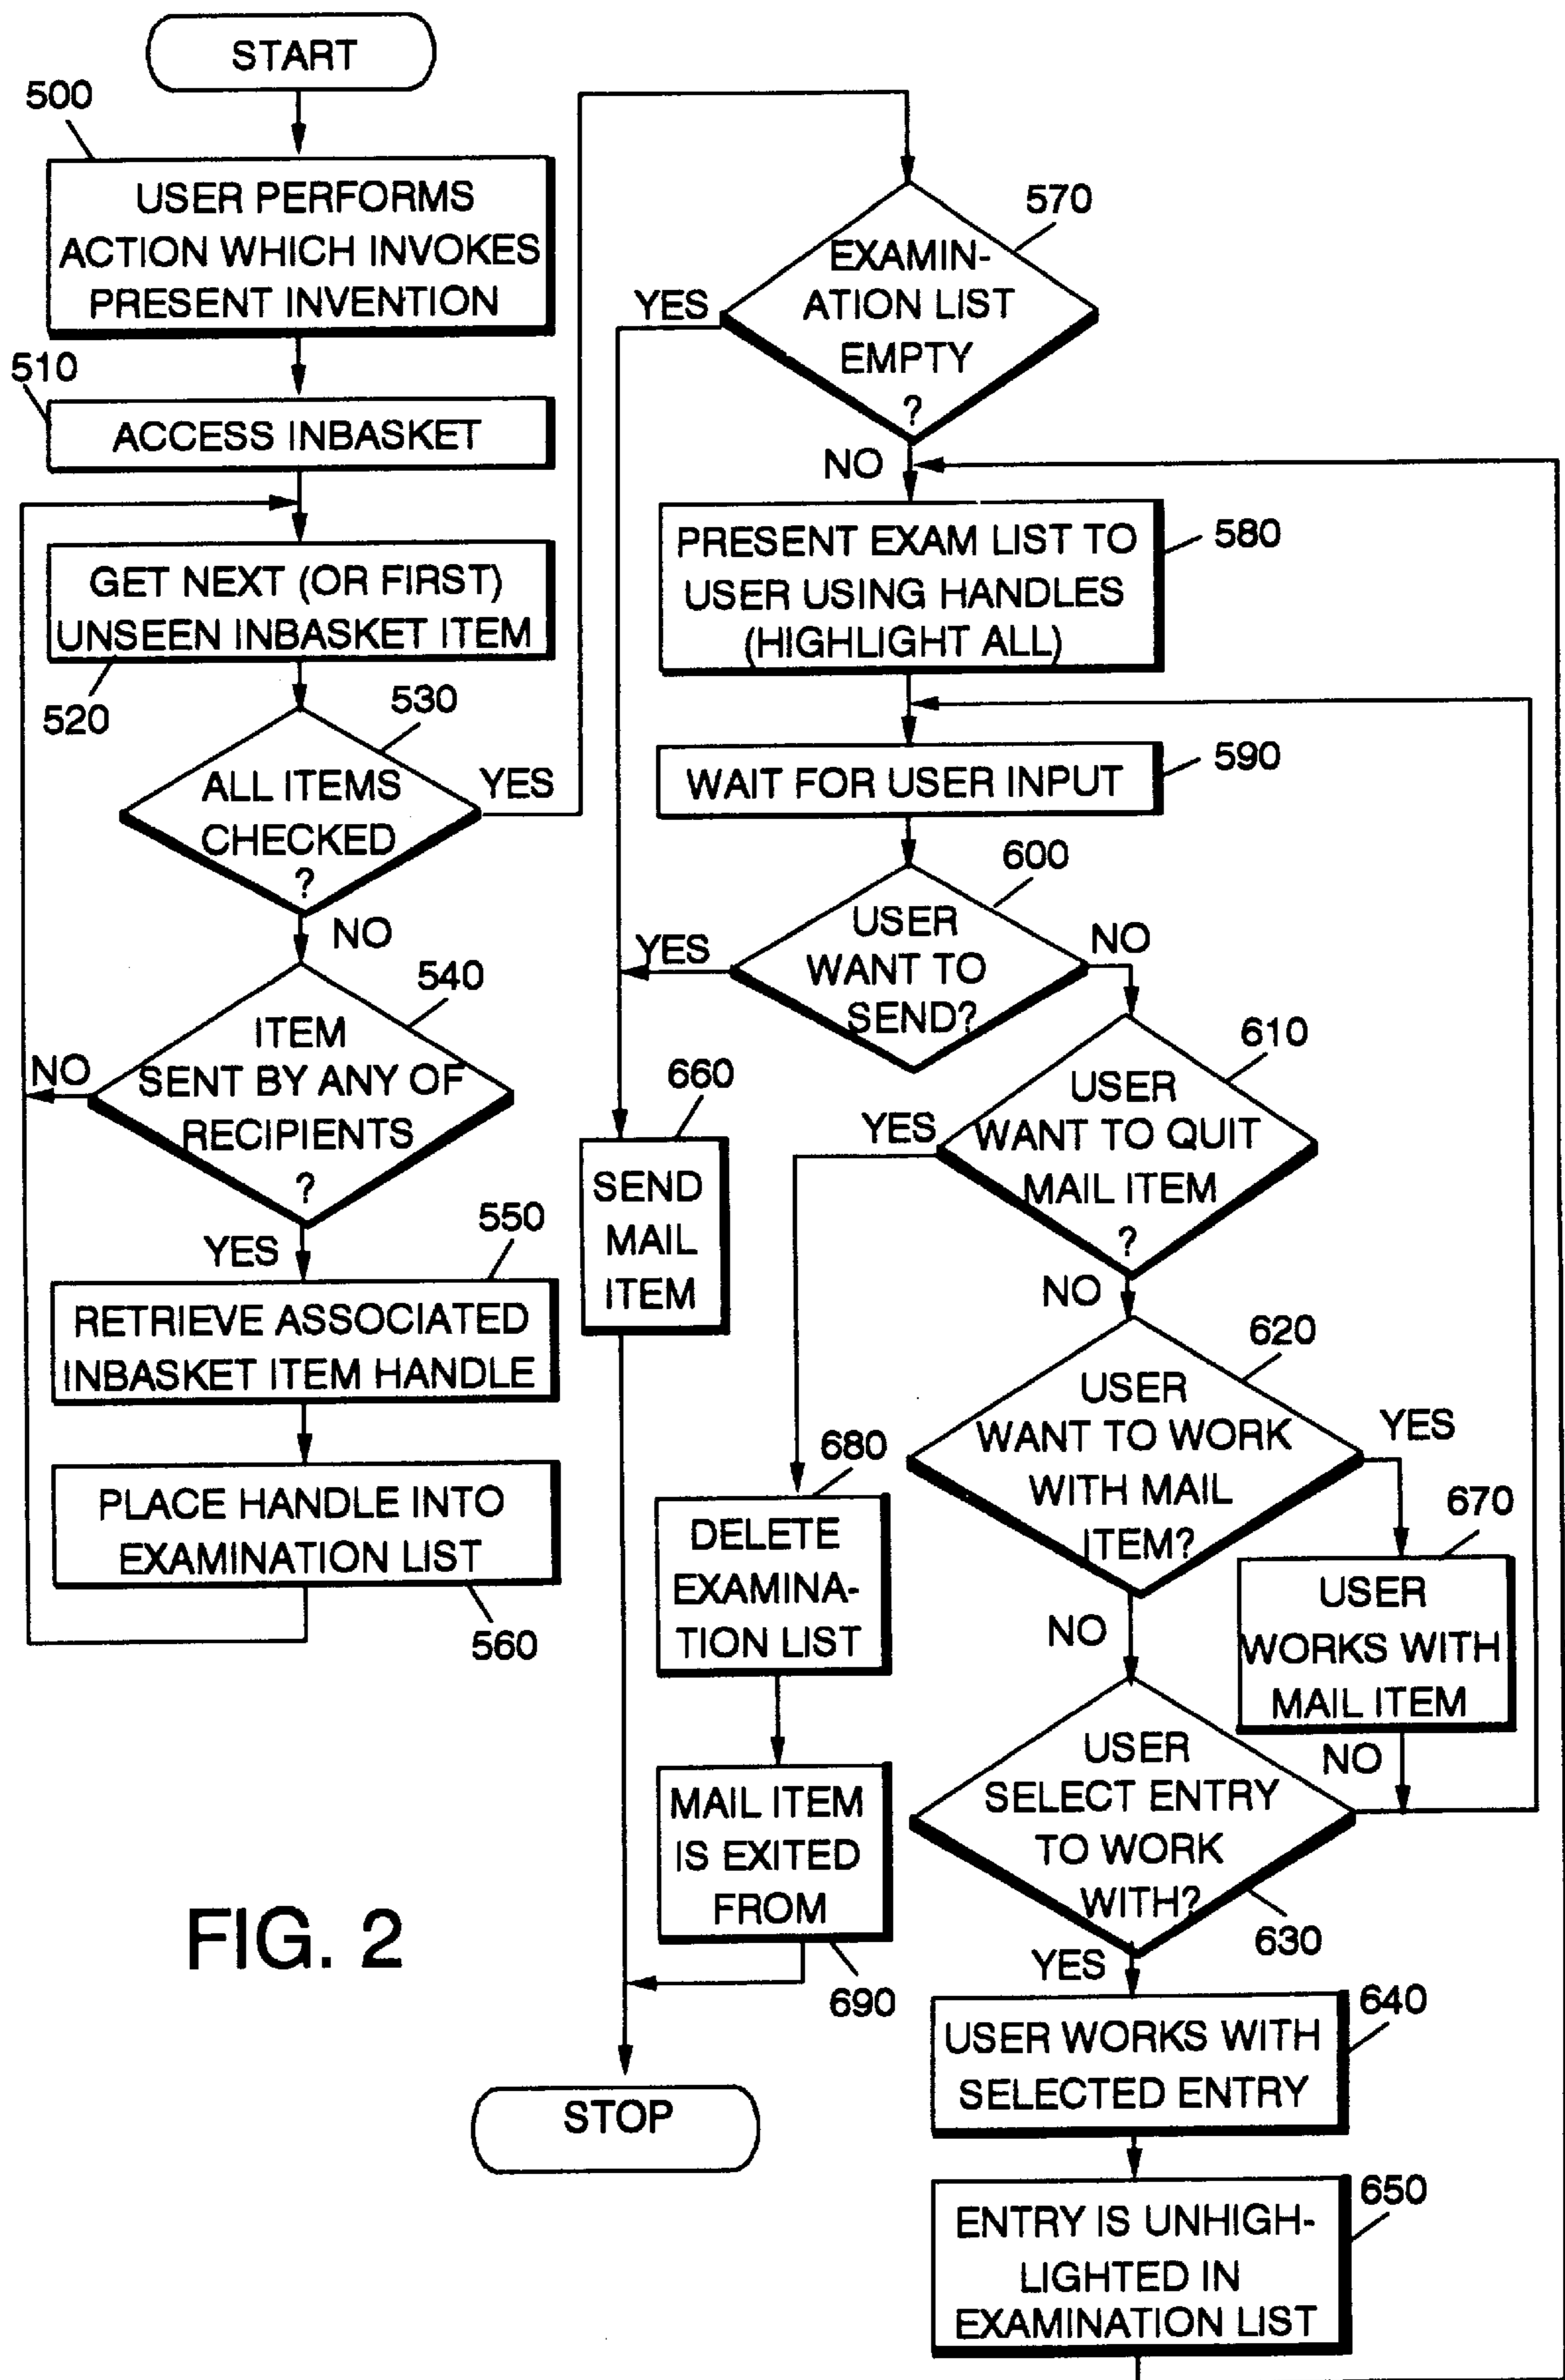 START
500
USER PERFORMS
ACTION WHICH INVOKES
PRESENT INVENTION
510
ACCESS INBASKET
GET NEXT (OR FIRST)
UNSEEN INBASKET ITEM
520
530
ALL ITEMS
CHECKED
?
YES
NO
540
ITEM
SENT BY ANY OF
RECIPIENTS
?
NO
YES
550
RETRIEVE ASSOCIATED
INBASKET ITEM HANDLE
PLACE HANDLE INTO
EXAMINATION LIST
560
570
EXAMIN-
ATION LIST
EMPTY
?
YES
NO
PRESENT EXAM LIST TO
USER USING HANDLES
(HIGHLIGHT ALL)
580
WAIT FOR USER INPUT
590
600
USER
WANT TO
SEND?
YES
NO
610
USER
WANT TO QUIT
MAIL ITEM
?
YES
NO
660
SEND
MAIL
ITEM
620
USER
WANT TO WORK
WITH MAIL
ITEM?
YES
NO
670
USER
WORKS WITH
MAIL ITEM
NO
680
DELETE
EXAMINA-
TION LIST
MAIL ITEM
IS EXITED
FROM
690
USER
SELECT ENTRY
TO WORK
WITH?
630
YES
640
USER WORKS WITH
SELECTED ENTRY
650
ENTRY IS UNHIGH-
LIGHTED IN
EXAMINATION LIST
STOP
FIG. 2